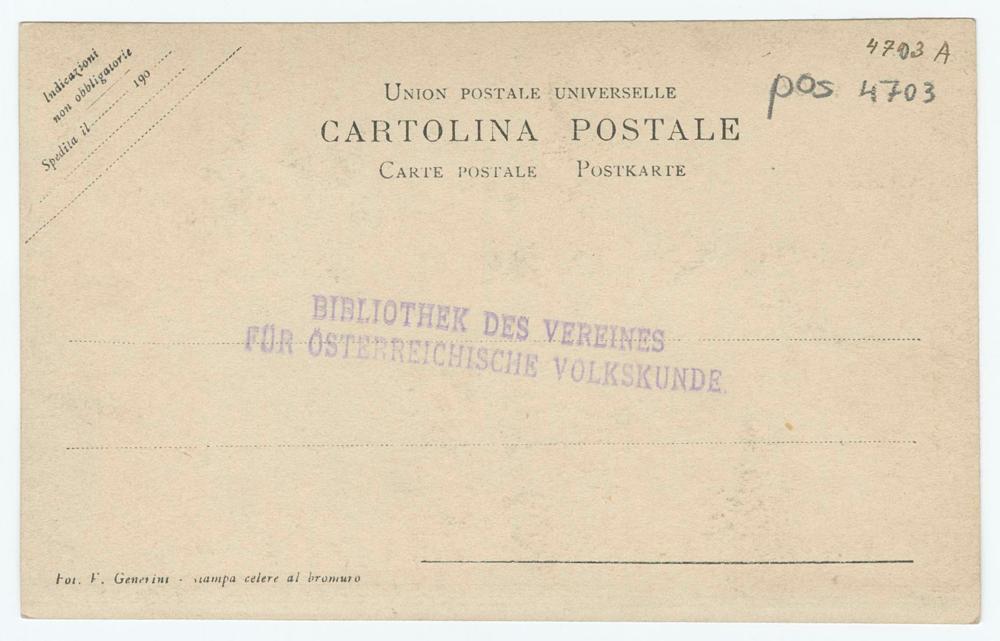 4703 A
pos 4703
Indicazioni
non obbligatorie
Spedita il 190
UNION POSTALE UNIVERSELLE
CARTOLINA POSTALE
CARTE POSTALE POSTKARTE
BIBLIOTHEK DES VEREINES
FÜR ÖSTERREICHISCHE VOLKSKUNDE.
Fot. F. Generini - stampa celere al bromuro